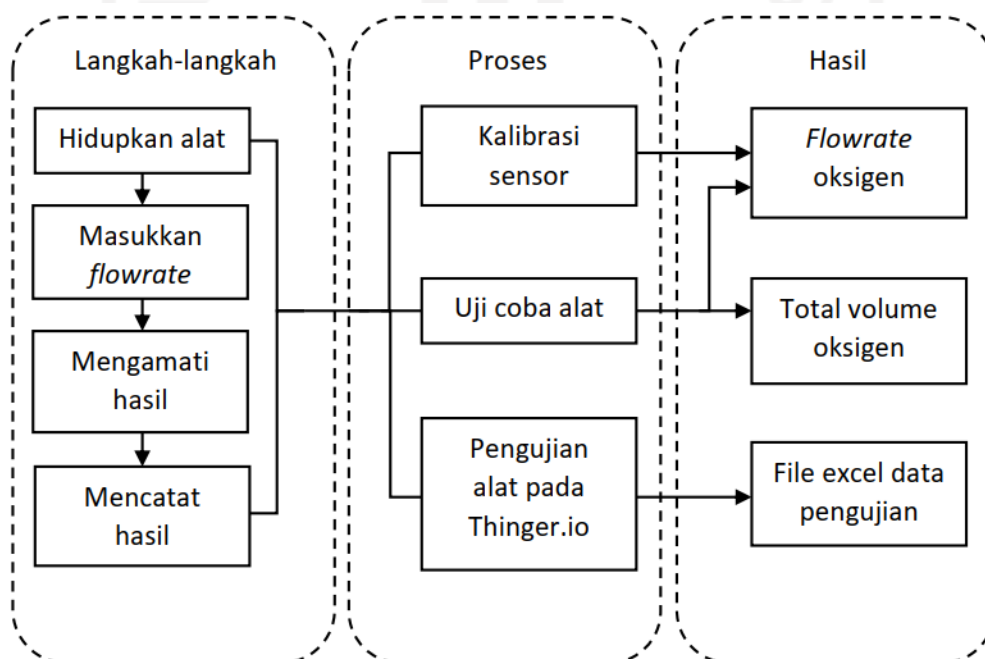 Langkah-langkah
Hidupkan alat
Masukkan
flowrate
Mengamati
hasil
Mencatat
hasil
Proses
Kalibrasi
sensor
Uji coba alat
Pengujian
alat pada
Thinger.io
Hasil
Flowrate
oksigen
Total volume
oksigen
File excel data
pengujian